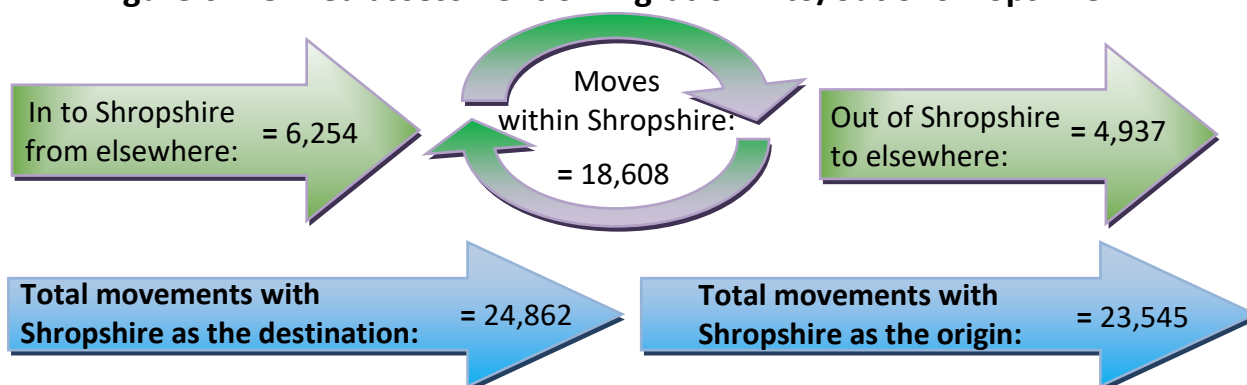 In to Shropshire
from elsewhere:
= 6,254
Moves
within Shropshire:
= 18,608
Out of Shropshire
to elsewhere:
= 4,937
Total movements with
Shropshire as the destination:
= 24,862
Total movements with
Shropshire as the origin:
= 23,545